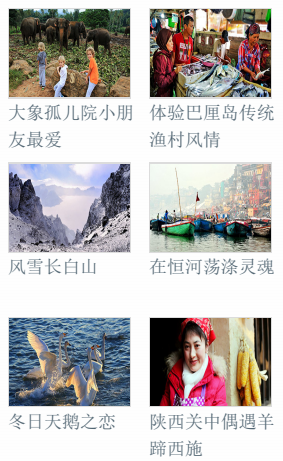 大象孤儿院小朋
友最爱
体验巴厘岛传统
渔村风情
风雪长白山
在恒河荡涤灵魂
冬日天鹅之恋
陕西关中偶遇羊
蹄西施